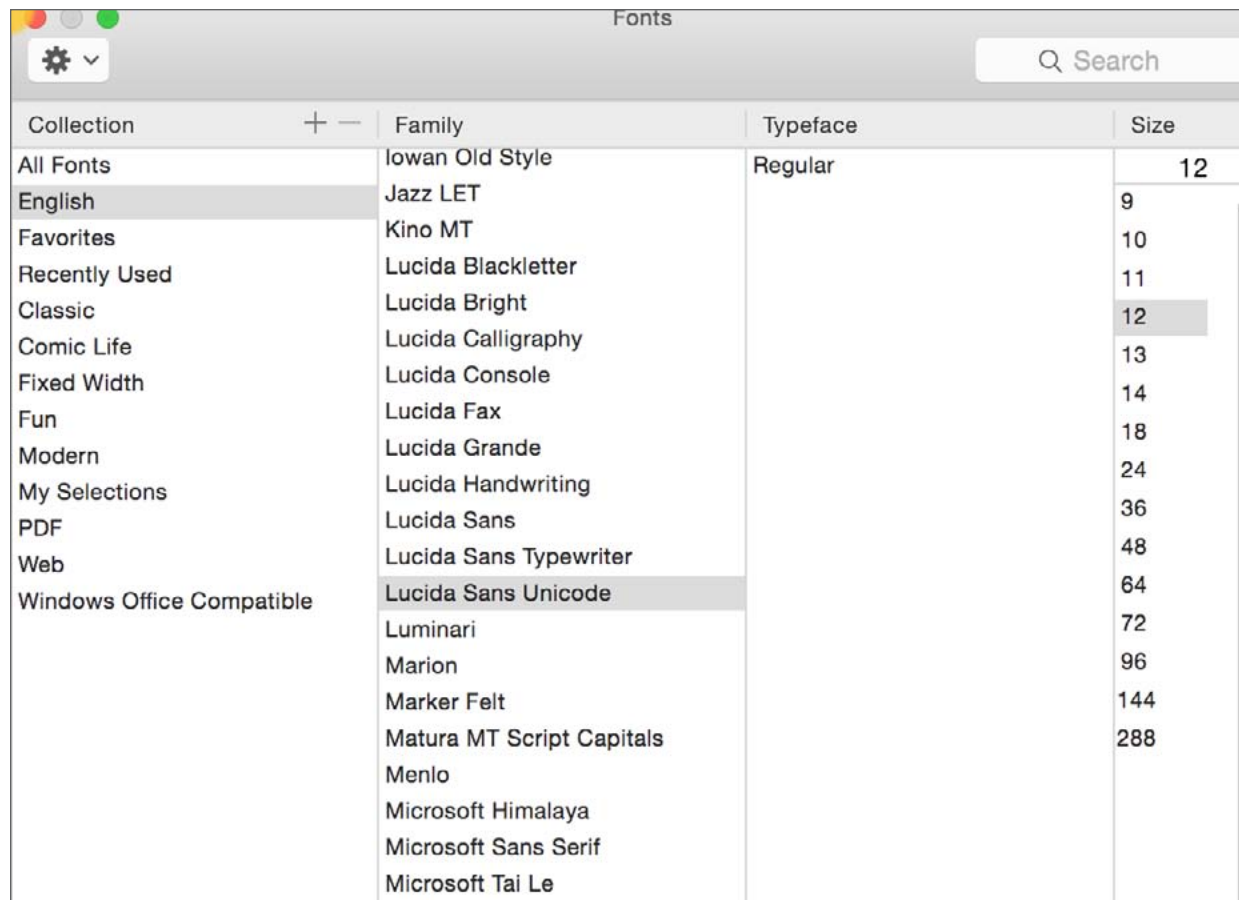 Fonts
Search
Collection
Family
Typeface
Size
All Fonts
English
Favorites
Recently Used
Classic
Comic Life
Fixed Width
Fun
Modern
My Selections
PDF
Web
Windows Office Compatible
Iowan Old Style
Jazz LET
Kino MT
Lucida Blackletter
Lucida Bright
Lucida Calligraphy
Lucida Console
Lucida Fax
Lucida Grande
Lucida Handwriting
Lucida Sans
Lucida Sans Typewriter
Lucida Sans Unicode
Luminari
Marion
Marker Felt
Matura MT Script Capitals
Menlo
Microsoft Himalaya
Microsoft Sans Serif
Microsoft Tai Le
Regular
12
9
10
11
12
13
14
18
24
36
48
64
72
96
144
288